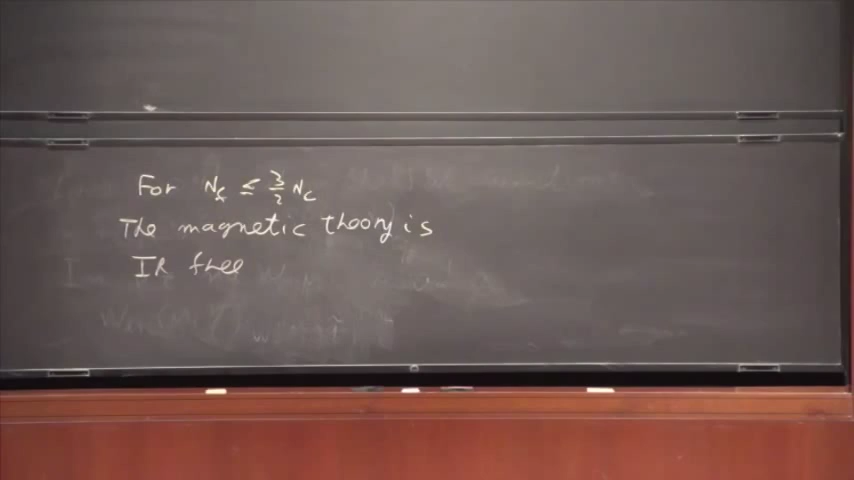 For N_f ≤ 3/2 N_c
The magnetic theory is
IR free